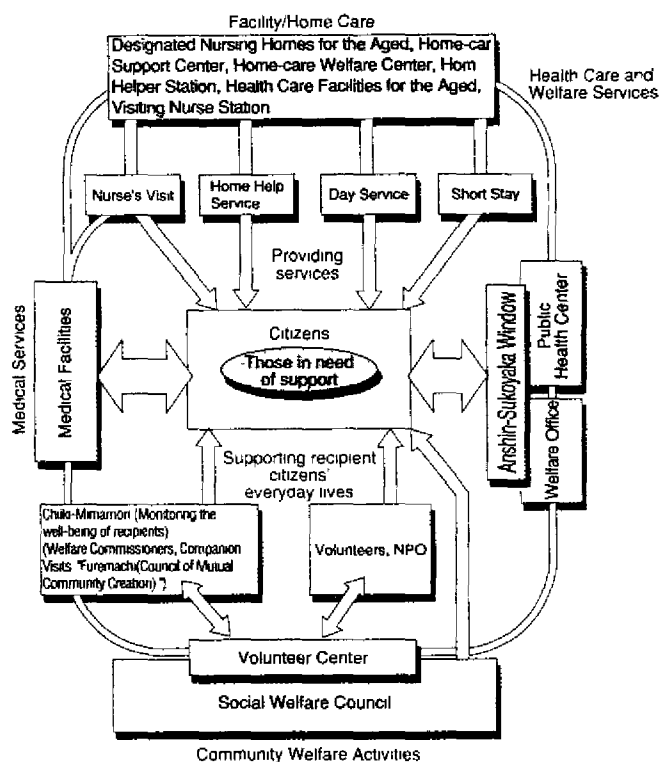 Facility/Home Care
Designated Nursing Homes for the Aged, Home-car
Support Center, Home-care Welfare Center, Hom
Helper Station, Health Care Facilities for the Aged,
Visiting Nurse Station
Health Care and
Welfare Services
Nurse's Visit
Home Help
Service
Day Service
Short Stay
Providing
services
Medical Services
Medical Facilities
Citizens
Those in need
of support
Anshin-Sukoyaka Window
Public
Health Center
Welfare Office
Supporting recipient
citizens'
everyday lives
Chiiki-Mimamori (Monitoring the
well-being of recipients)
(Welfare Commissioners, Companion
Visits "Furemachi(Council of Mutual
Community Creation) ")
Volunteers, NPO
Volunteer Center
Social Welfare Council
Community Welfare Activities